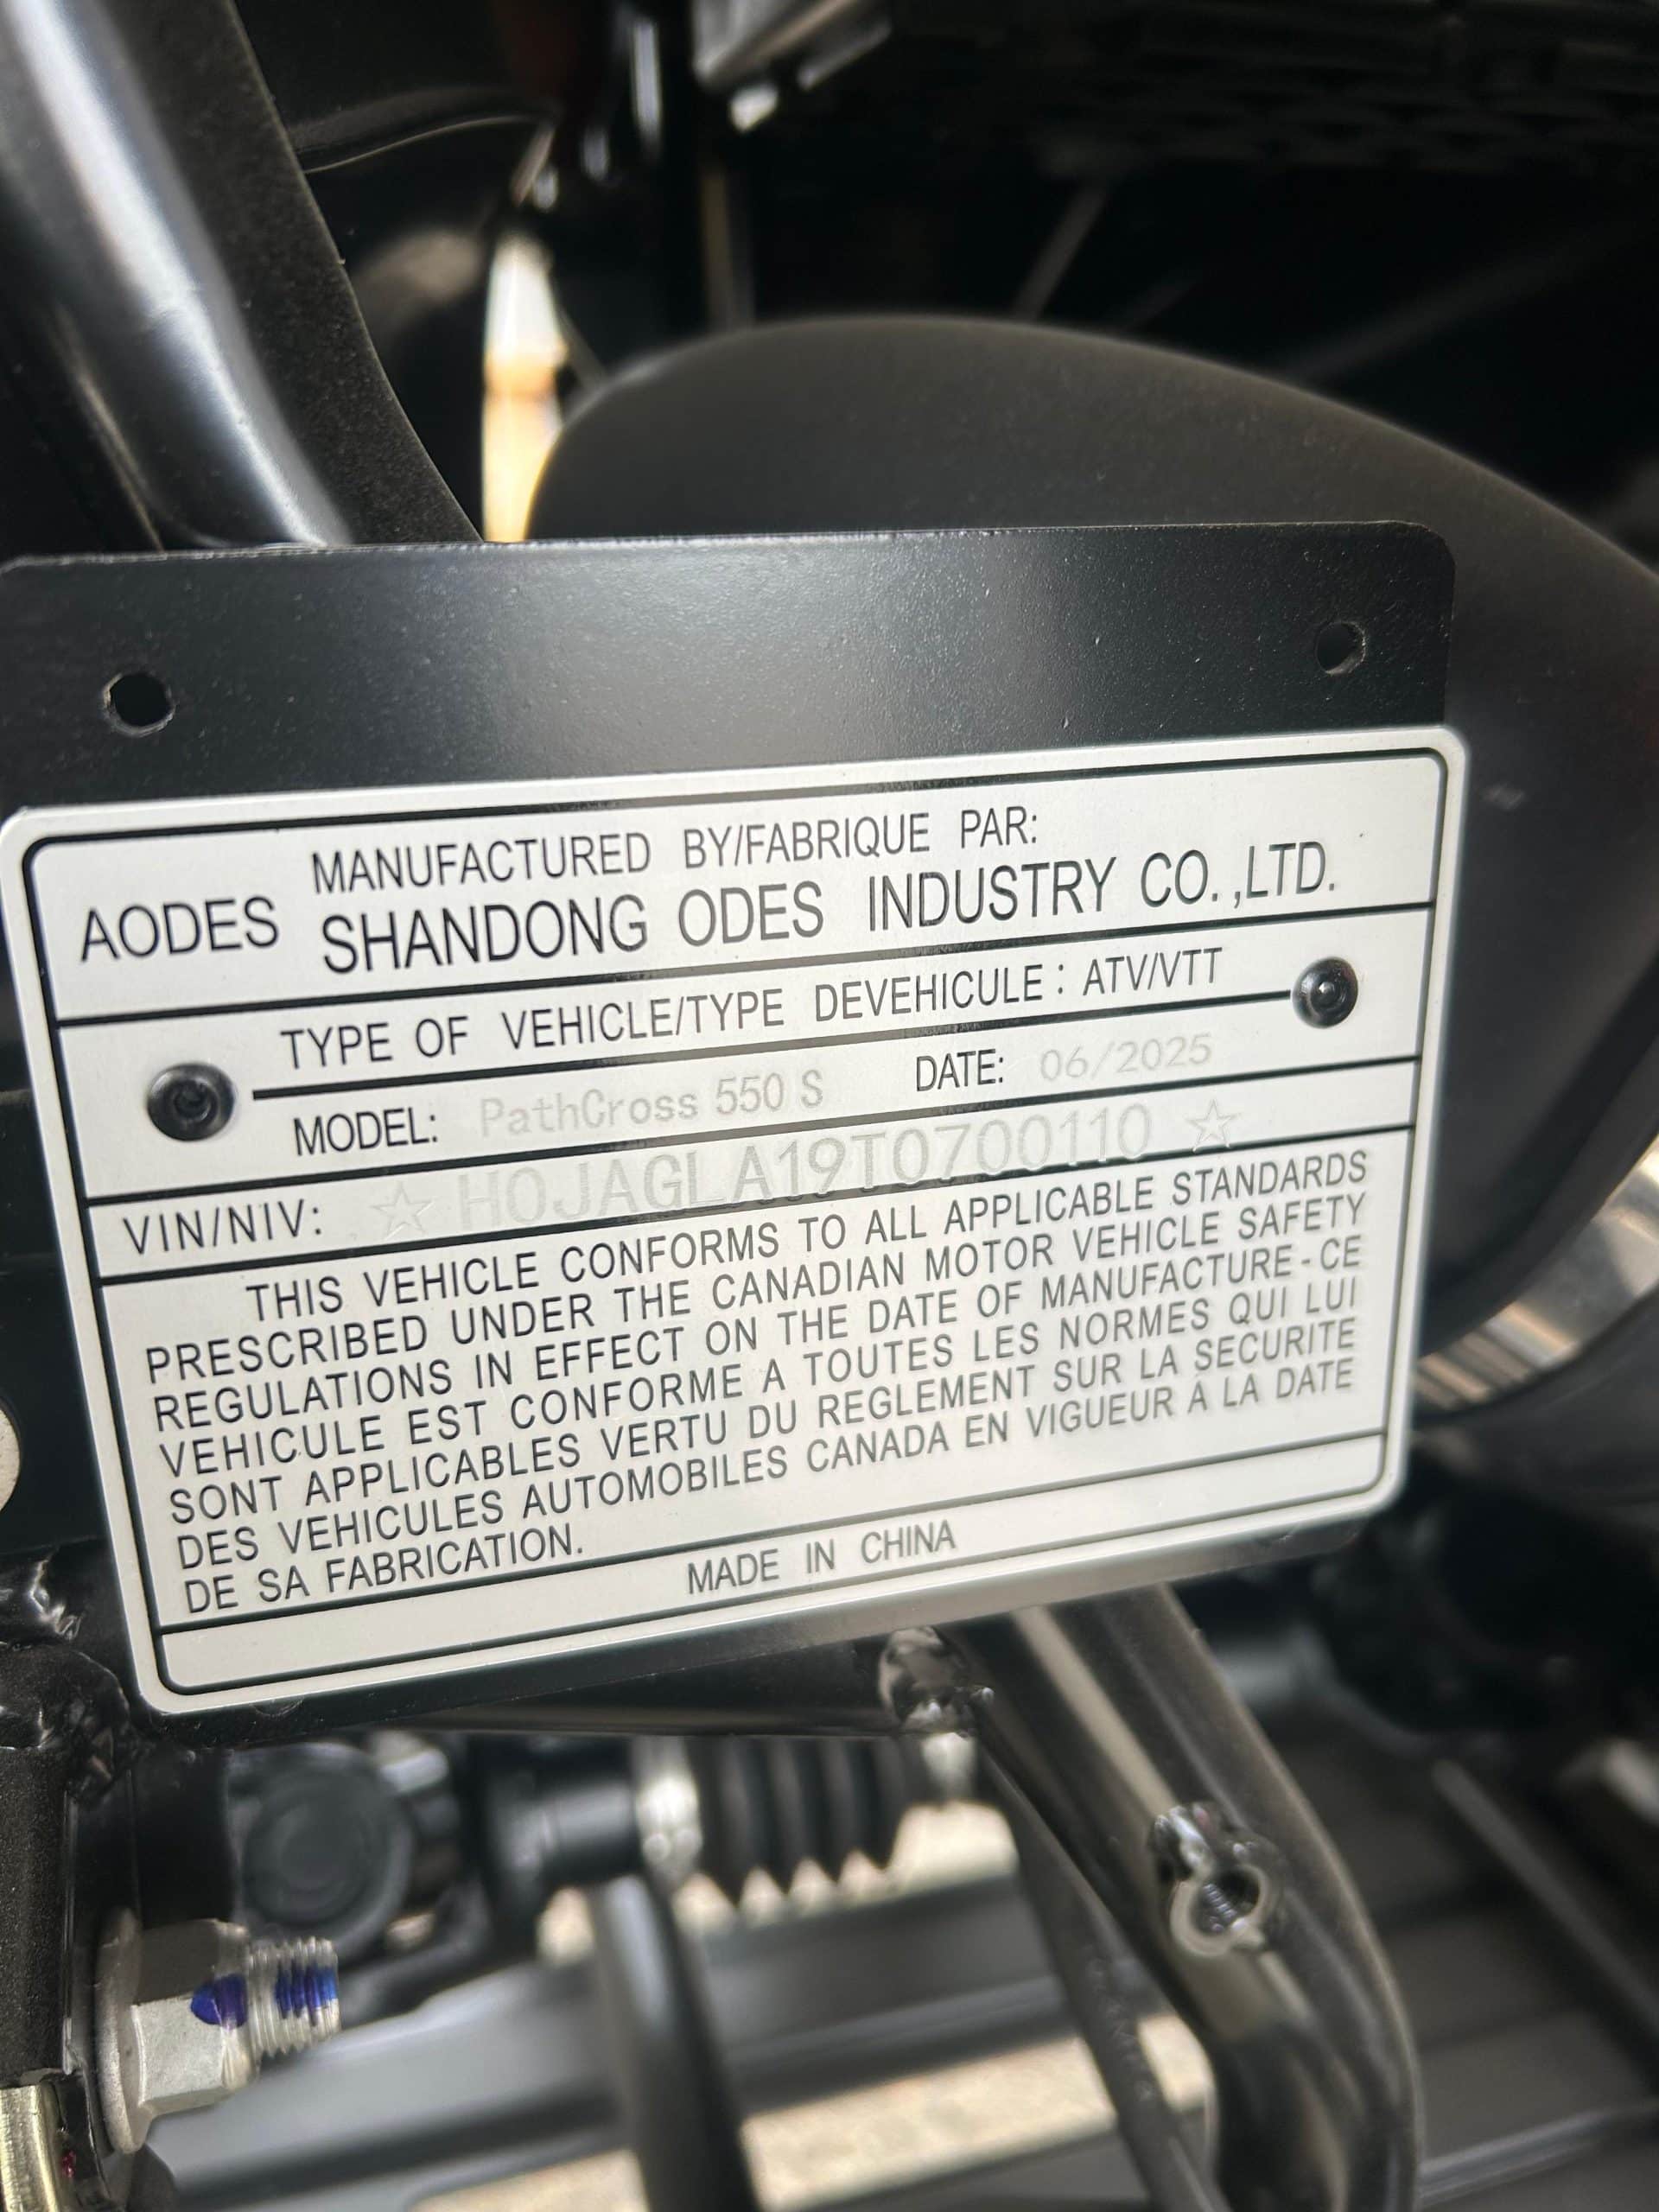 MANUFACTURED BY/FABRIQUE PAR:
AODES SHANDONG ODES INDUSTRY CO.,LTD.
TYPE OF VEHICLE/TYPE DEVEHICULE: ATV/VTT
MODEL: PathCross 550 S DATE: 06/2025
VIN/NIV: ☆ H0JAGLA19T0700110 ☆
THIS VEHICLE CONFORMS TO ALL APPLICABLE STANDARDS
PRESCRIBED UNDER THE CANADIAN MOTOR VEHICLE SAFETY
REGULATIONS IN EFFECT ON THE DATE OF MANUFACTURE-CE
VEHICULE EST CONFORME A TOUTES LES NORMES QUI LUI
SONT APPLICABLES VERTU DU REGLEMENT SUR LA SECURITE
DES VEHICULES AUTOMOBILES CANADA EN VIGUEUR À LA DATE
DE SA FABRICATION.
MADE IN CHINA